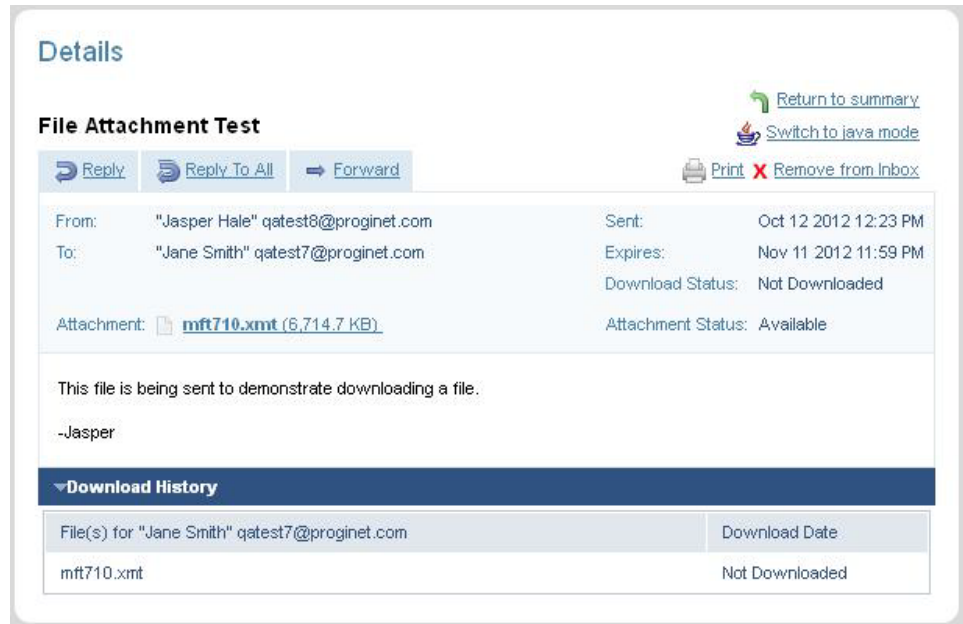 Details
Return to summary
File Attachment Test
Switch to java mode
Reply Reply To All Forward Print Remove from Inbox
From: "Jasper Hale" qatest8@proginet.com Sent: Oct 12 2012 12:23 PM
To: "Jane Smith" qatest7@proginet.com Expires: Nov 11 2012 11:59 PM
Download Status: Not Downloaded
Attachment: mft710.xmt (6,714.7 KB) Attachment Status: Available
This file is being sent to demonstrate downloading a file.
-Jasper
Download History
File(s) for "Jane Smith" qatest7@proginet.com Download Date
mft710.xmt Not Downloaded